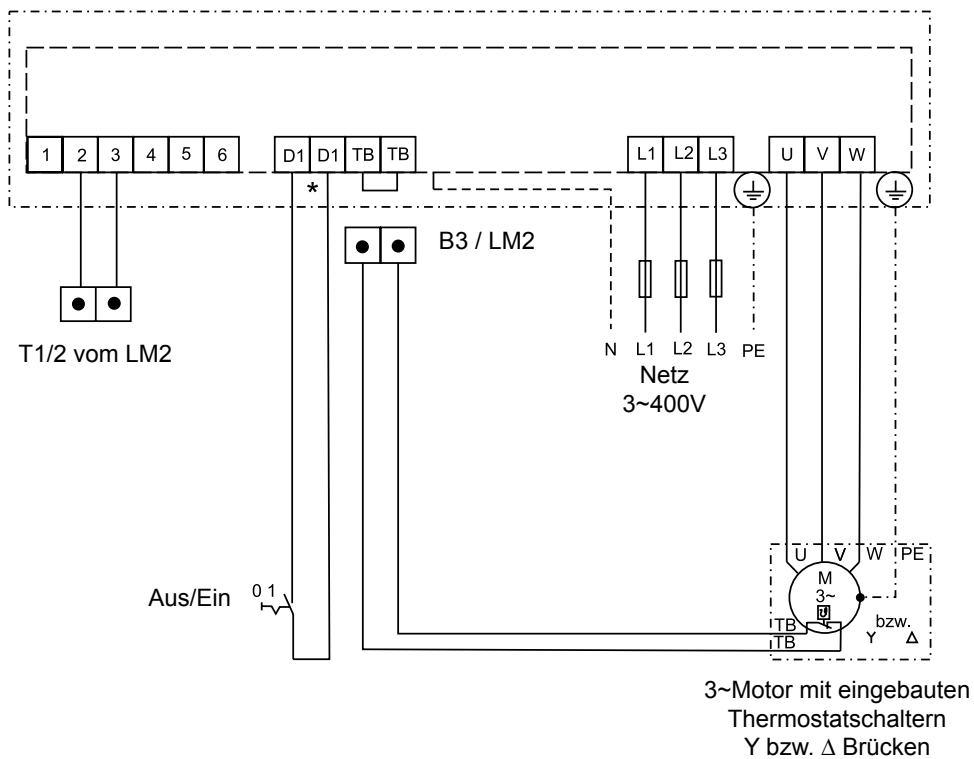 1 2 3 4 5 6 D1 D1 TB TB L1 L2 L3 U V W
*
B3 / LM2
T1/2 vom LM2
N L1 L2 L3 PE
Netz
3~400V
Aus/Ein 0 1
U V W PE
M
3~
TB
TB
bzw.
Y Δ
3~Motor mit eingebauten
Thermostatschaltern
Y bzw. Δ Brücken